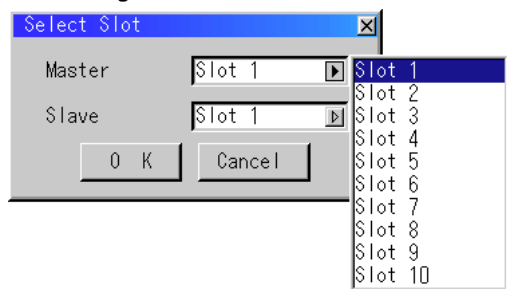 Select Slot
Master Slot 1
Slave Slot 1
O K Cancel
Slot 1
Slot 2
Slot 3
Slot 4
Slot 5
Slot 6
Slot 7
Slot 8
Slot 9
Slot 10